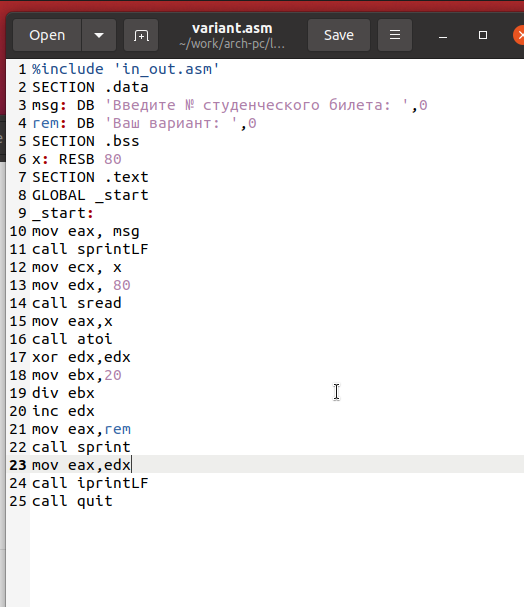 Open
variant.asm
~/work/arch-pc/l...
Save
1 %include 'in_out.asm'
2 SECTION .data
3 msg: DB 'Введите № студенческого билета: ',0
4 rem: DB 'Ваш вариант: ',0
5 SECTION .bss
6 x: RESB 80
7 SECTION .text
8 GLOBAL _start
9 _start:
10 mov eax, msg
11 call sprintLF
12 mov ecx, x
13 mov edx, 80
14 call sread
15 mov eax,x
16 call atoi
17 xor edx,edx
18 mov ebx,20
19 div ebx
20 inc edx
21 mov eax,rem
22 call sprint
23 mov eax,edx
24 call iprintLF
25 call quit